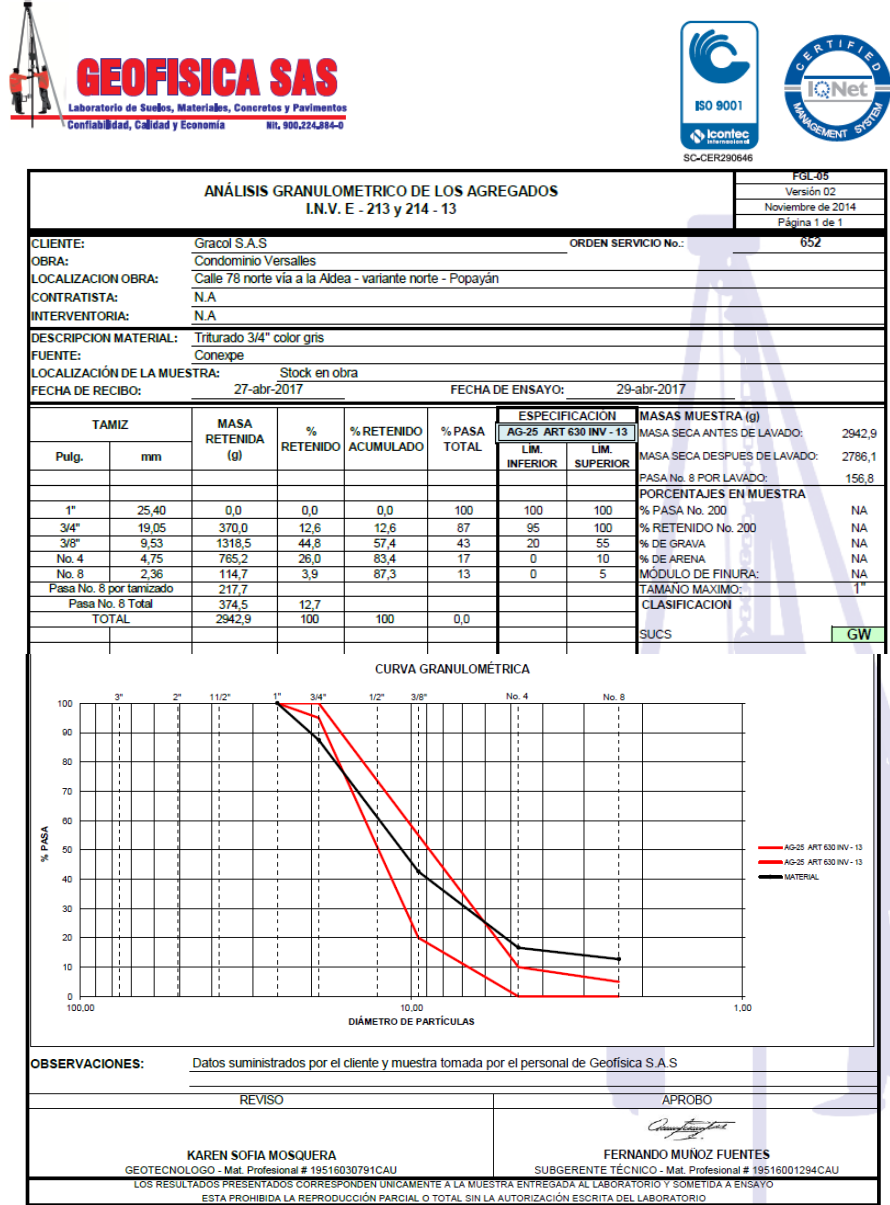 GEOFISICA SAS
Laboratorio de Suelos, Materiales, Concretos y Pavimentos
Confiabilidad, Calidad y Economía Nit. 900.224.884-0
ISO 9001
icontec
internacional
SC-CER290646
CERTIFIED
IQNet
MANAGEMENT SYSTEM
ANÁLISIS GRANULOMETRICO DE LOS AGREGADOS
I.N.V. E - 213 y 214 - 13
FGL-05
Versión 02
Noviembre de 2014
Página 1 de 1
CLIENTE: Gracol S.A.S ORDEN SERVICIO No.: 652
OBRA: Condominio Versalles
LOCALIZACION OBRA: Calle 78 norte vía a la Aldea - variante norte - Popayán
CONTRATISTA: N.A
INTERVENTORIA: N.A
DESCRIPCION MATERIAL: Triturado 3/4" color gris
FUENTE: Conexpe
LOCALIZACIÓN DE LA MUESTRA: Stock en obra
FECHA DE RECIBO: 27-abr-2017 FECHA DE ENSAYO: 29-abr-2017
TAMIZ
Pulg. mm
MASA RETENIDA (g)
% RETENIDO
% RETENIDO ACUMULADO
% PASA TOTAL
ESPECIFICACIÓN
AG-25 ART 630 INV - 13
LÍM. INFERIOR
LÍM. SUPERIOR
MASAS MUESTRA (g)
MASA SECA ANTES DE LAVADO: 2942,9
MASA SECA DESPUES DE LAVADO: 2786,1
PASA No. 8 POR LAVADO: 156,8
PORCENTAJES EN MUESTRA
1" 25,40 0,0 0,0 0,0 100 100 100 % PASA No. 200 NA
3/4" 19,05 370,0 12,6 12,6 87 95 100 % RETENIDO No. 200 NA
3/8" 9,53 1318,5 44,8 57,4 43 20 55 % DE GRAVA NA
No. 4 4,75 765,2 26,0 83,4 17 0 10 % DE ARENA NA
No. 8 2,36 114,7 3,9 87,3 13 0 5 MÓDULO DE FINURA: NA
Pasa No. 8 por tamizado 217,7 TAMAÑO MAXIMO: 1"
Pasa No. 8 Total 374,5 12,7 CLASIFICACION
TOTAL 2942,9 100 100 0,0
SUCS GW
CURVA GRANULOMÉTRICA
3" 2" 1 1/2" 1" 3/4" 1/2" 3/8" No. 4 No. 8
100
90
80
70
60
50
40
30
20
10
0
% PASA
100,00 10,00 1,00
DIÁMETRO DE PARTÍCULAS
AG-25 ART 630 INV - 13
AG-25 ART 630 INV - 13
MATERIAL
OBSERVACIONES: Datos suministrados por el cliente y muestra tomada por el personal de Geofísica S.A.S
REVISO APROBO
KAREN SOFIA MOSQUERA FERNANDO MUÑOZ FUENTES
GEOTECNOLOGO - Mat. Profesional # 19516030791CAU SUBGERENTE TÉCNICO - Mat. Profesional # 19516001294CAU
LOS RESULTADOS PRESENTADOS CORRESPONDEN UNICAMENTE A LA MUESTRA ENTREGADA AL LABORATORIO Y SOMETIDA A ENSAYO
ESTA PROHIBIDA LA REPRODUCCIÓN PARCIAL O TOTAL SIN LA AUTORIZACIÓN ESCRITA DEL LABORATORIO